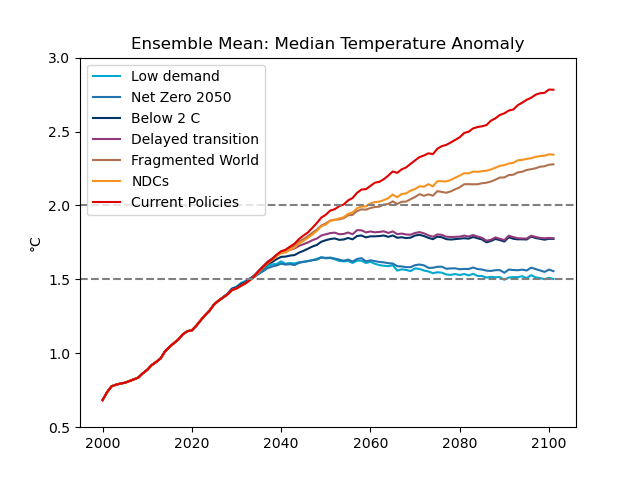 Ensemble Mean: Median Temperature Anomaly
3.0
2.5
2.0
1.5
1.0
0.5
°C
Low demand
Net Zero 2050
Below 2 C
Delayed transition
Fragmented World
NDCs
Current Policies
2000 2020 2040 2060 2080 2100